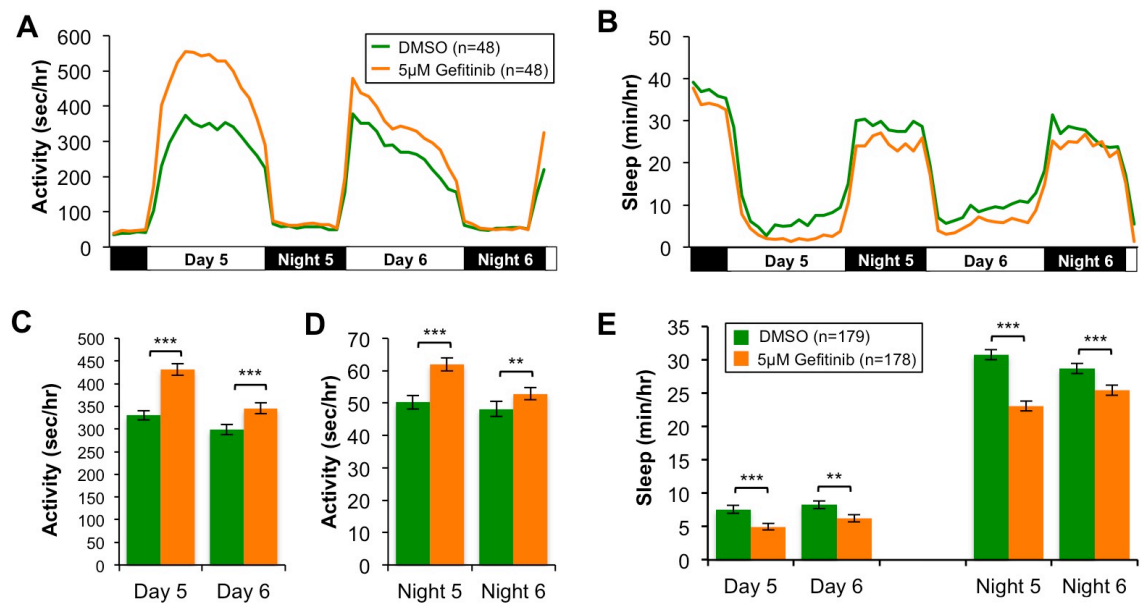 A
Activity (sec/hr)
600
500
400
300
200
100
0
DMSO (n=48)
5µM Gefitinib (n=48)
Day 5
Night 5
Day 6
Night 6
B
Sleep (min/hr)
50
40
30
20
10
0
Day 5
Night 5
Day 6
Night 6
C
Activity (sec/hr)
500
450
400
350
300
250
200
150
100
50
0
***
***
Day 5
Day 6
D
Activity (sec/hr)
70
60
50
40
30
20
10
0
***
**
Night 5
Night 6
E
Sleep (min/hr)
35
30
25
20
15
10
5
0
DMSO (n=179)
5µM Gefitinib (n=178)
***
**
***
***
Day 5
Day 6
Night 5
Night 6